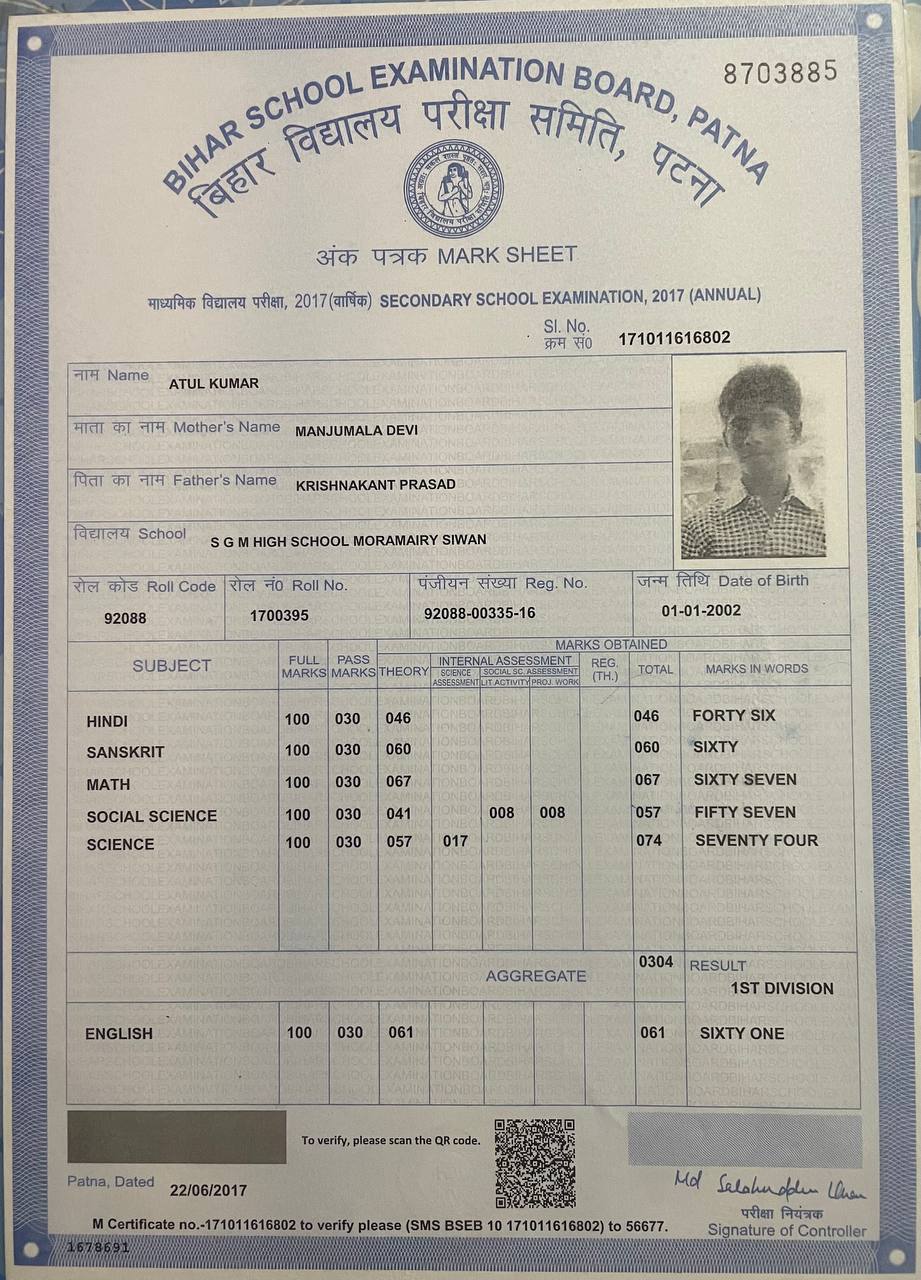 8703885
BIHAR SCHOOL EXAMINATION BOARD, PATNA
बिहार विद्यालय परीक्षा समिति, पटना
अंक पत्रक MARK SHEET
माध्यमिक विद्यालय परीक्षा, 2017(वार्षिक) SECONDARY SCHOOL EXAMINATION, 2017 (ANNUAL)
Sl. No.
क्रम सं0 171011616802
नाम Name ATUL KUMAR
माता का नाम Mother's Name MANJUMALA DEVI
पिता का नाम Father's Name KRISHNAKANT PRASAD
विद्यालय School S G M HIGH SCHOOL MORAMAIRY SIWAN
रोल कोड Roll Code रोल नं0 Roll No. पंजीयन संख्या Reg. No. जन्म तिथि Date of Birth
92088 1700395 92088-00335-16 01-01-2002
MARKS OBTAINED
SUBJECT FULL MARKS PASS MARKS THEORY INTERNAL ASSESSMENT REG. (TH.) TOTAL MARKS IN WORDS
SCIENCE ASSESSMENT SOCIAL SC. ASSESSMENT
LIT ACTIVITY PROJ. WORK
HINDI 100 030 046 046 FORTY SIX
SANSKRIT 100 030 060 060 SIXTY
MATH 100 030 067 067 SIXTY SEVEN
SOCIAL SCIENCE 100 030 041 008 008 057 FIFTY SEVEN
SCIENCE 100 030 057 017 074 SEVENTY FOUR
AGGREGATE 0304 RESULT
1ST DIVISION
ENGLISH 100 030 061 061 SIXTY ONE
To verify, please scan the QR code.
Patna, Dated 22/06/2017
Md Salahuddin Khan
परीक्षा नियंत्रक
Signature of Controller
M Certificate no.-171011616802 to verify please (SMS BSEB 10 171011616802) to 56677.
1678691